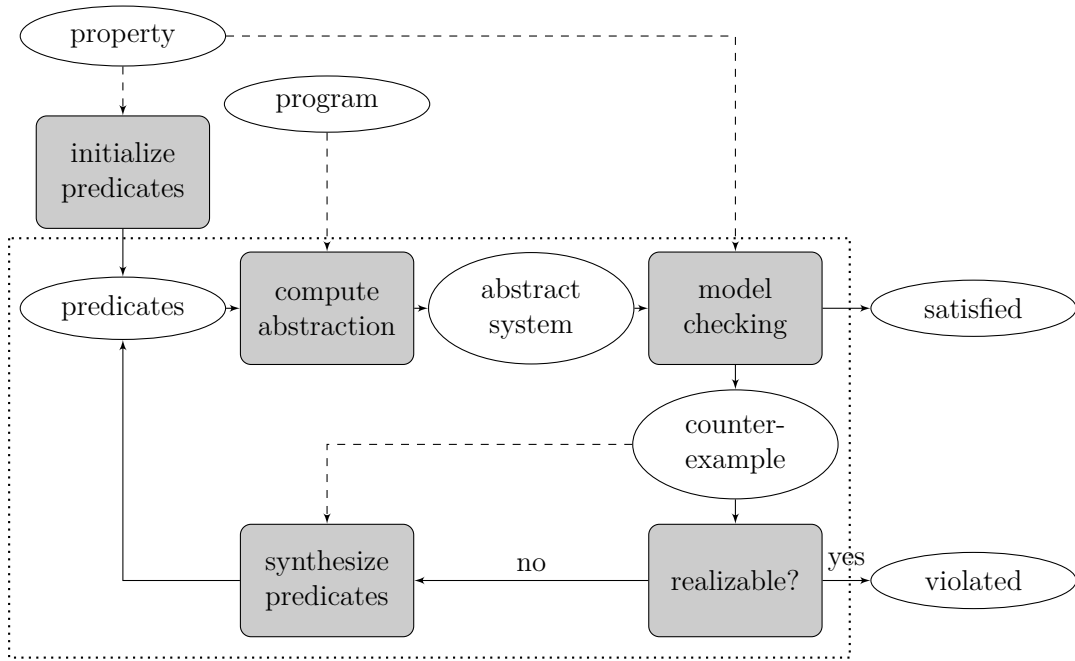 property
program
initialize
predicates
predicates
compute
abstraction
abstract
system
model
checking
satisfied
counter-
example
synthesize
predicates
no
realizable?
yes
violated